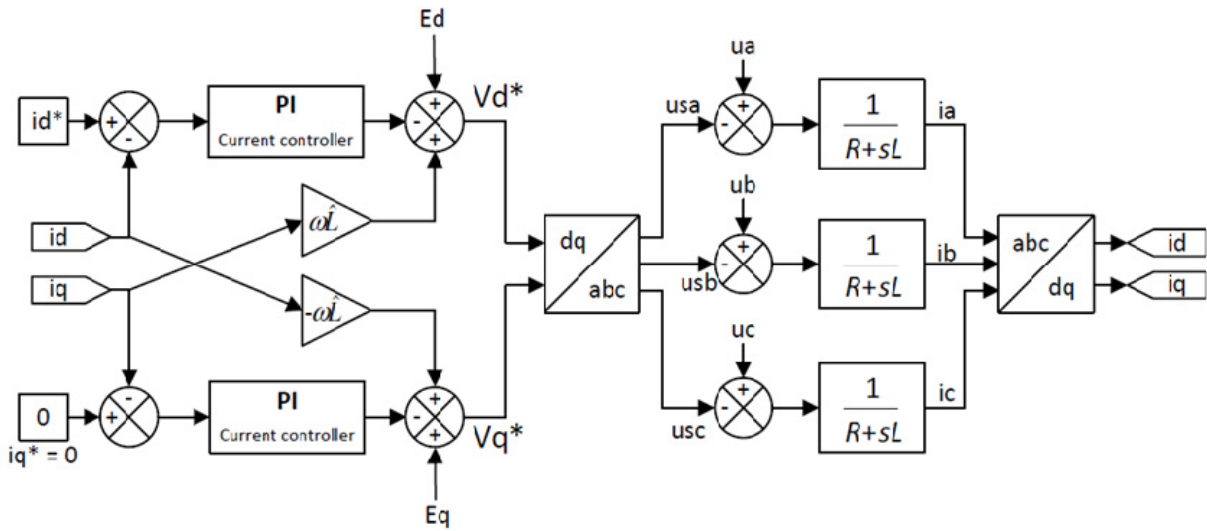 Ed
id*
+
-
PI
Current controller
+
-
+
Vd*
id
iq
ωL̂
-ωL̂
0
iq* = 0
-
+
PI
Current controller
+
-
+
Vq*
Eq
dq
abc
usa
usb
usc
ua
+
-
1
R+sL
ia
ub
+
-
1
R+sL
ib
uc
+
-
1
R+sL
ic
abc
dq
id
iq